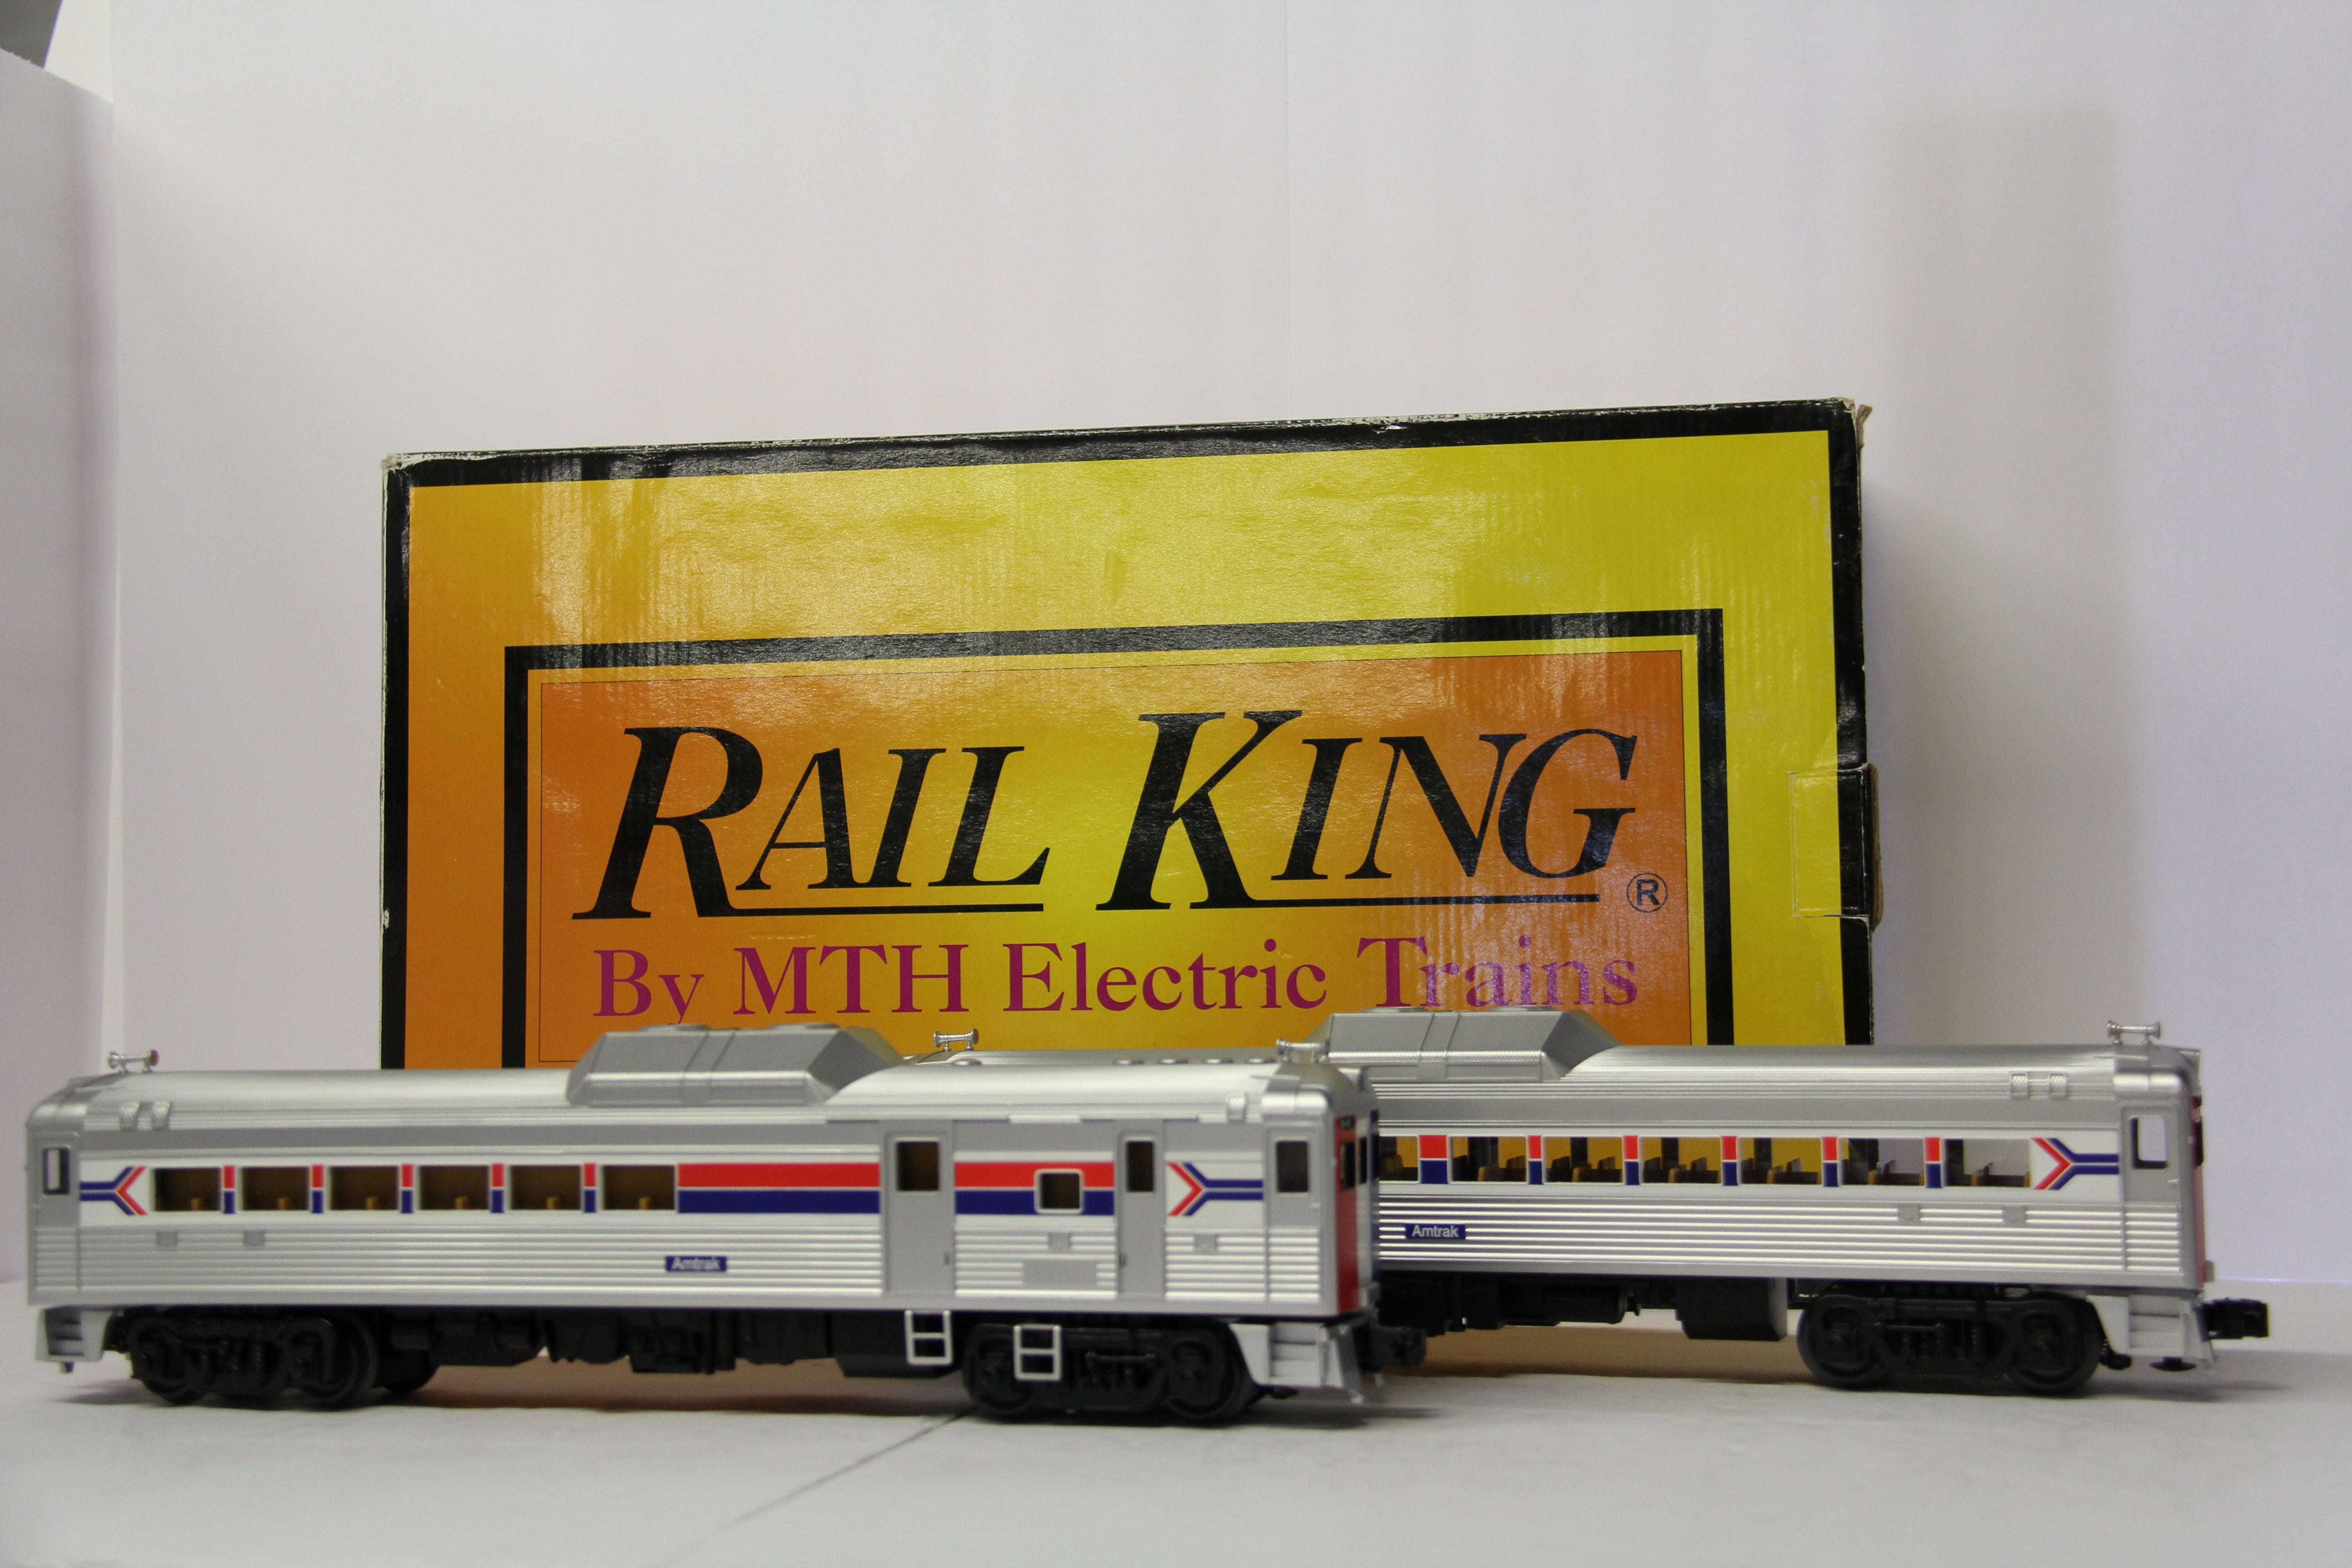 RAIL KING ®
By MTH Electric Trains
Amtrak
Amtrak